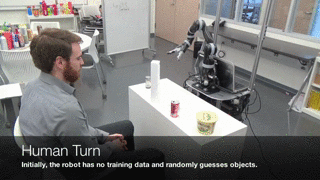 Human Turn
Initially, the robot has no training data and randomly guesses objects.